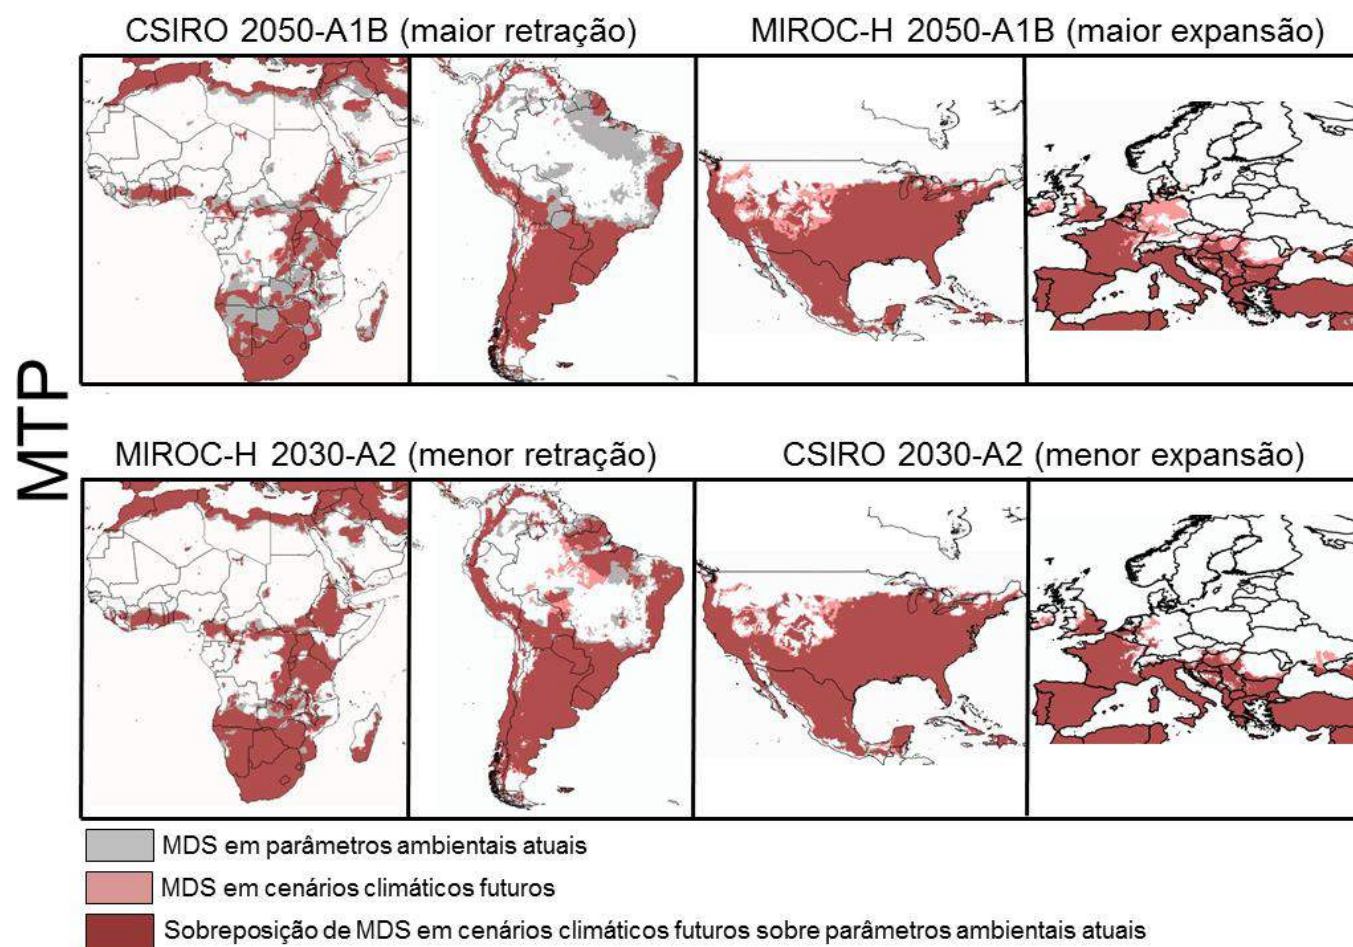 CSIRO 2050-A1B (maior retração)
MIROC-H 2050-A1B (maior expansão)
MTP
MIROC-H 2030-A2 (menor retração)
CSIRO 2030-A2 (menor expansão)
MDS em parâmetros ambientais atuais
MDS em cenários climáticos futuros
Sobreposição de MDS em cenários climáticos futuros sobre parâmetros ambientais atuais